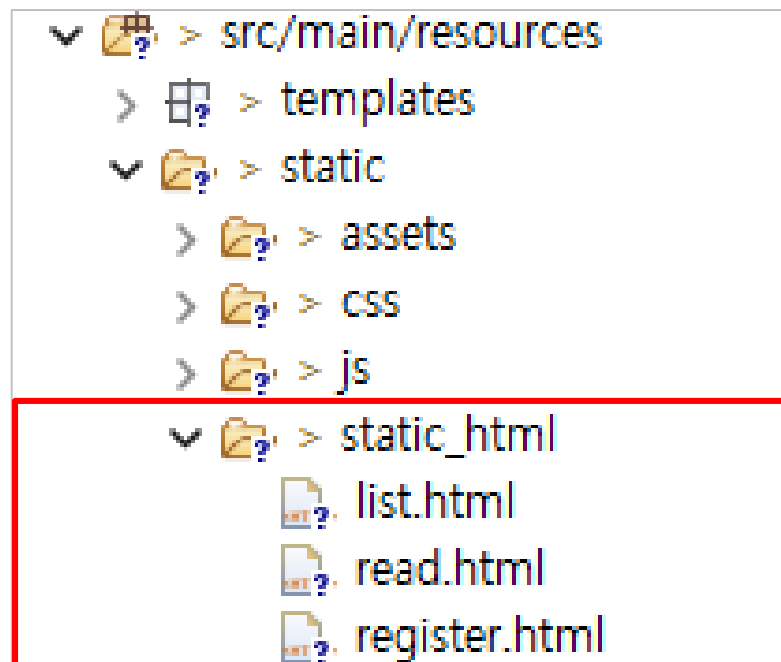 > src/main/resources
> templates
> static
> assets
> css
> js
> static_html
list.html
read.html
register.html